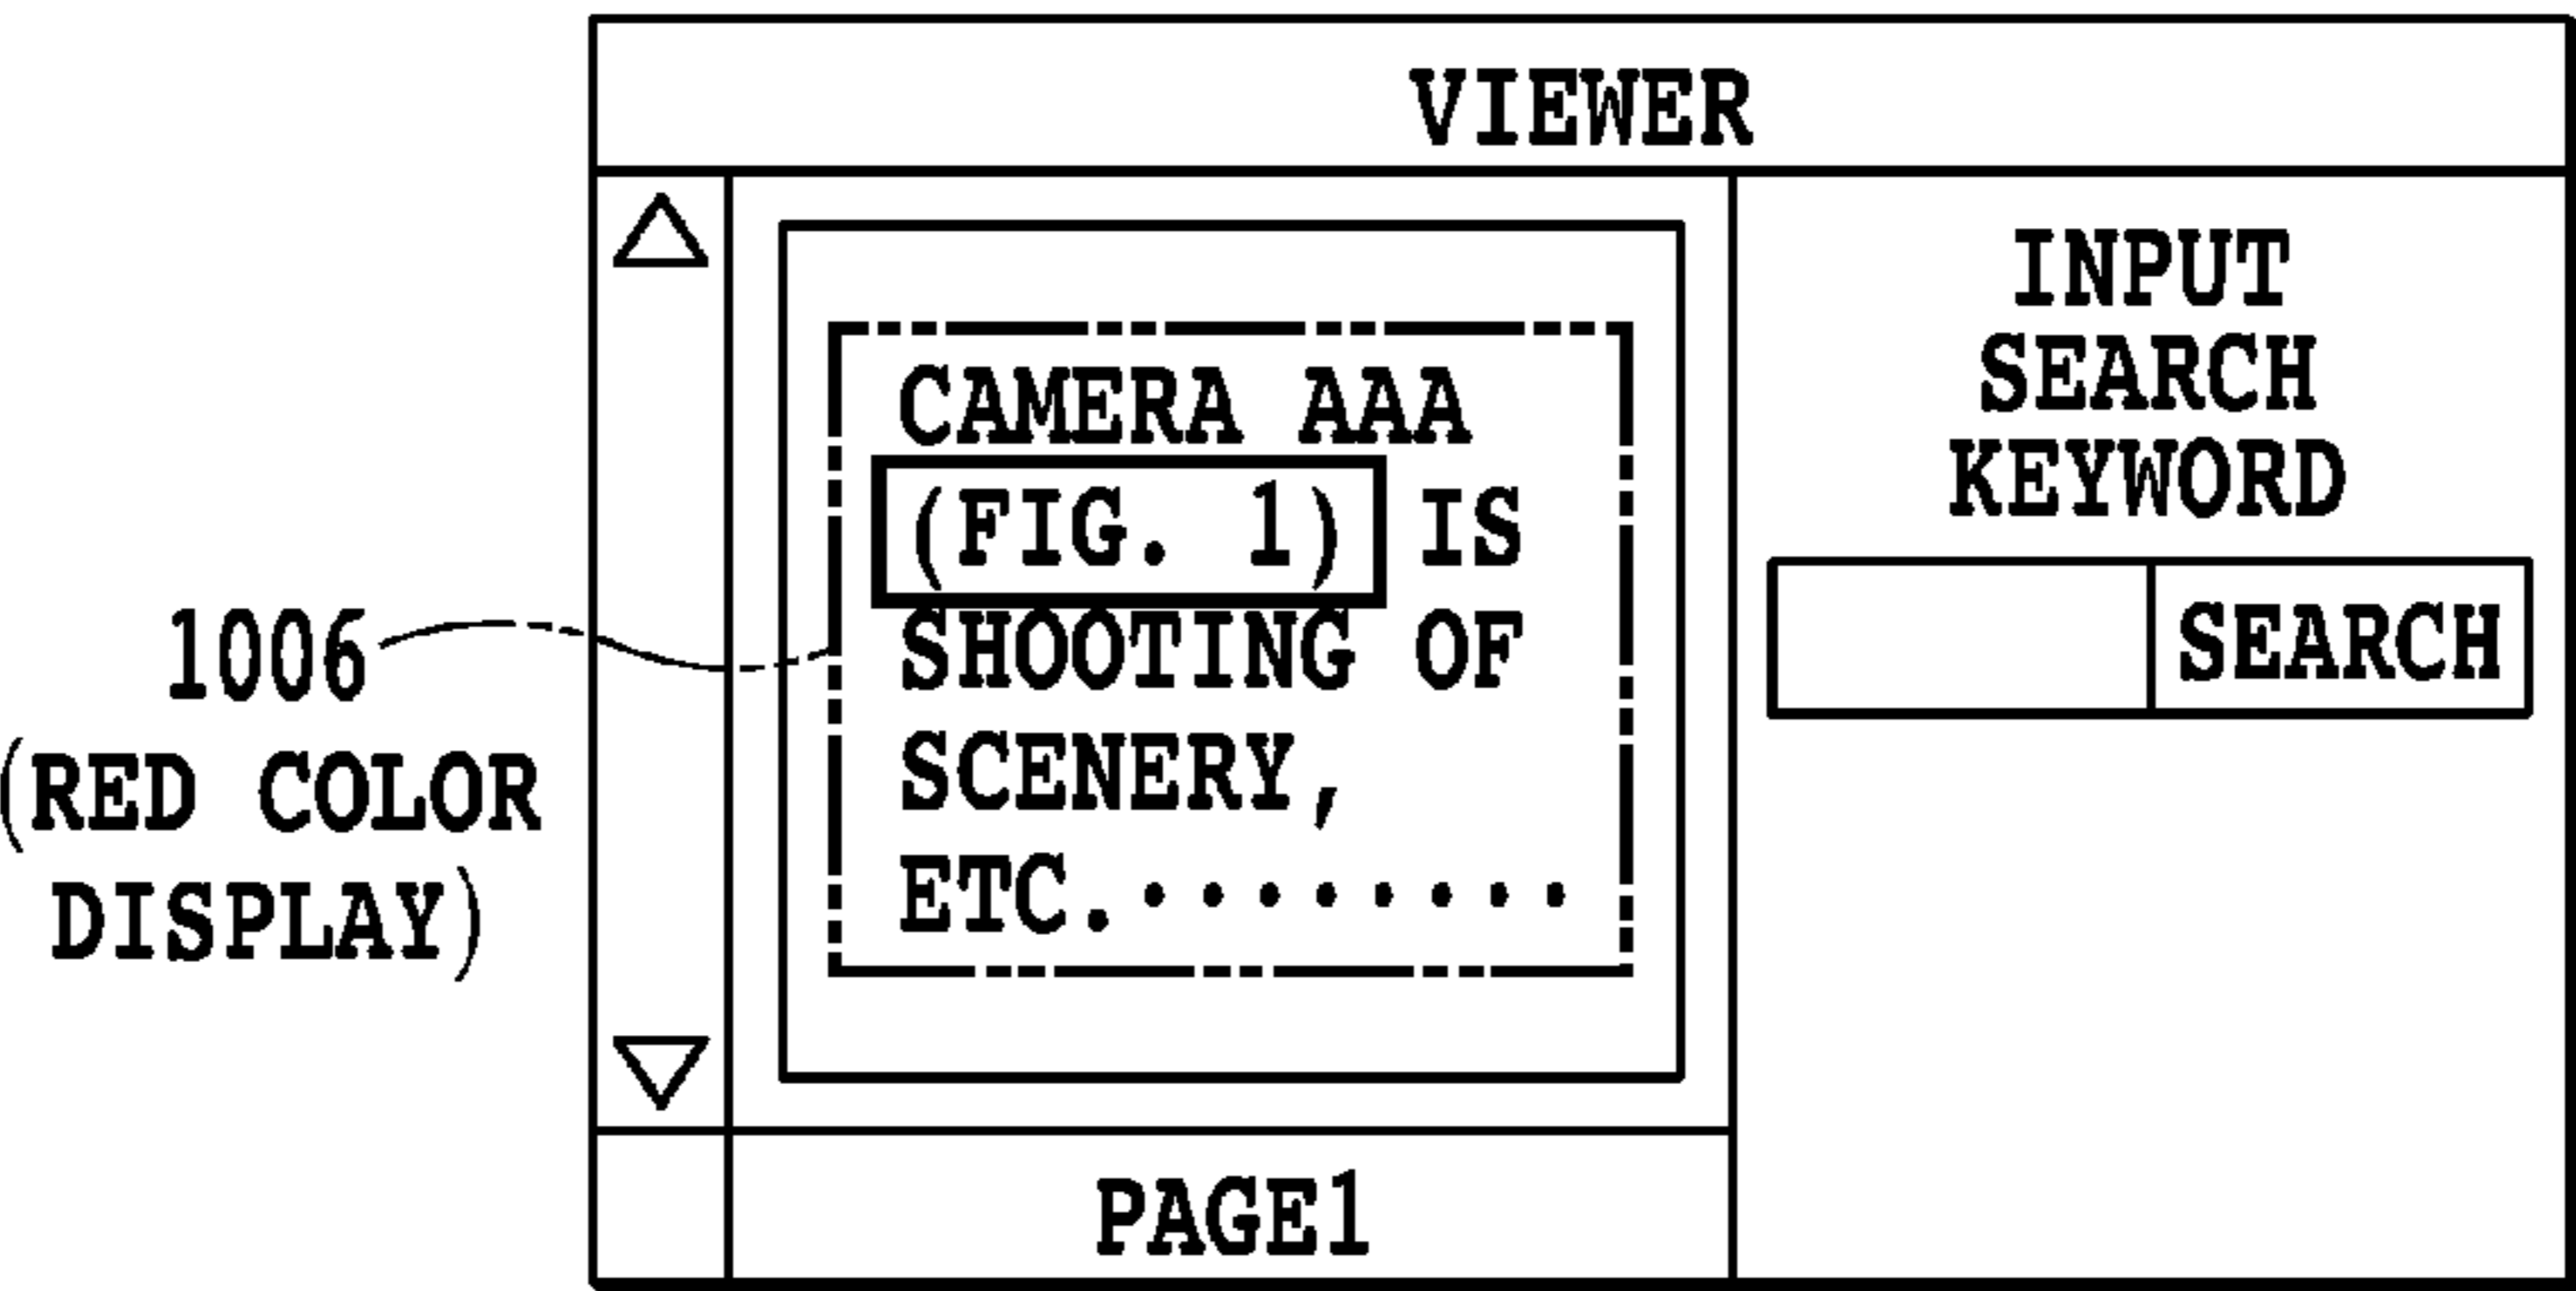 VIEWER
CAMERA AAA
(FIG. 1) IS
SHOOTING OF
SCENERY,
ETC.········
INPUT
SEARCH
KEYWORD
SEARCH
1006
(RED COLOR
DISPLAY)
PAGE1